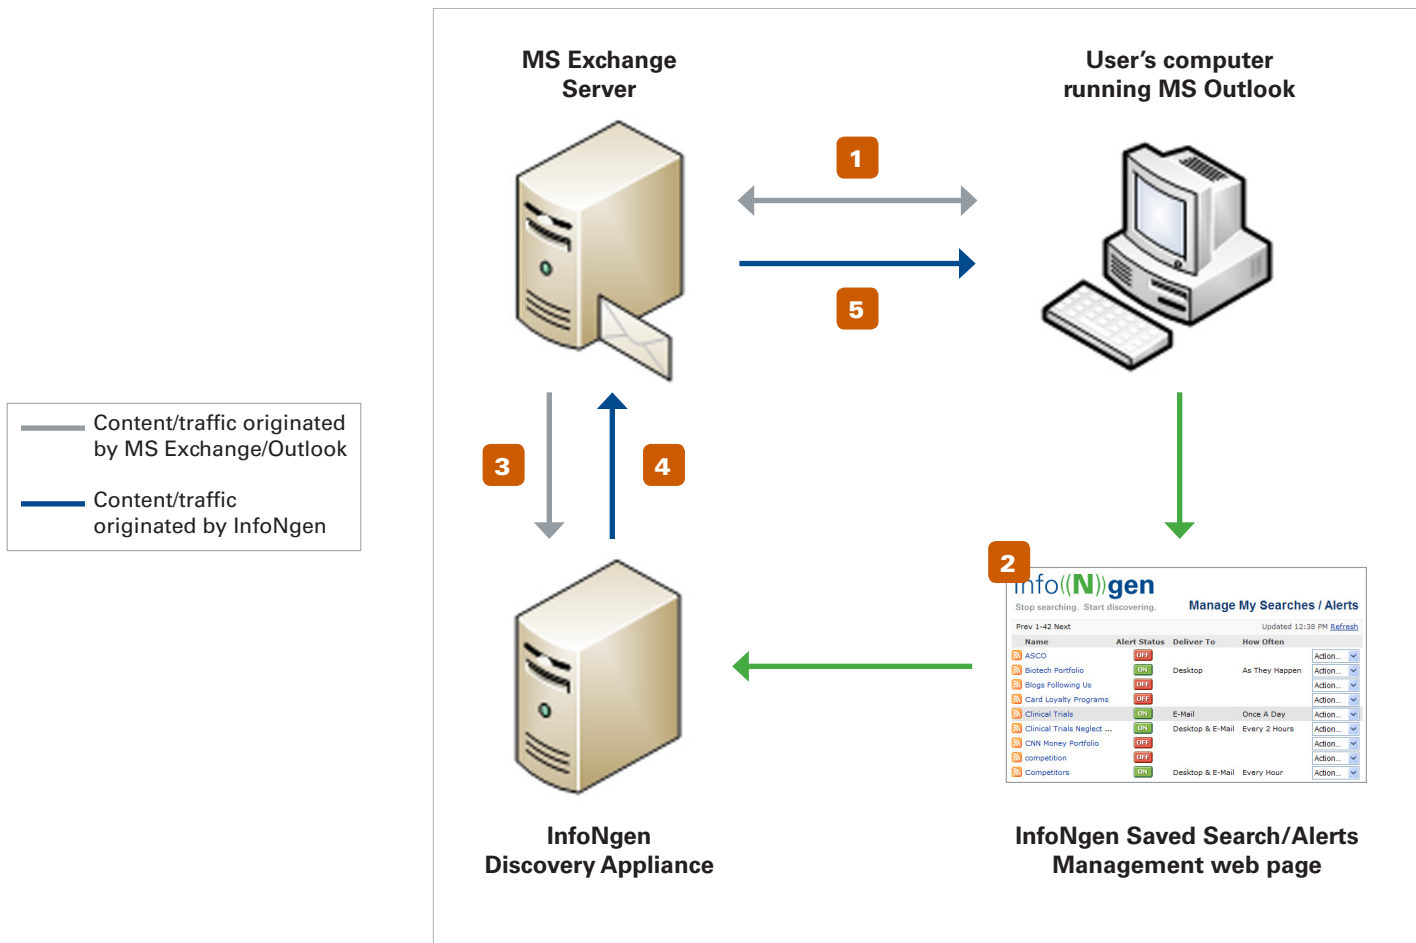 MS Exchange
Server
User's computer
running MS Outlook
1
5
Content/traffic originated
by MS Exchange/Outlook
Content/traffic
originated by InfoNgen
3
4
2
Info((N))gen
Stop searching. Start discovering.
Manage My Searches / Alerts
Prev 1-42 Next
Updated 12:38 PM Refresh
Name Alert Status Deliver To How Often
ASCO OFF Action...
Biotech Portfolio ON Desktop As They Happen Action...
Blogs Following Us OFF Action...
Card Loyalty Programs OFF Action...
Clinical Trials ON E-Mail Once A Day Action...
Clinical Trials Neglect ... ON Desktop & E-Mail Every 2 Hours Action...
CNN Money Portfolio OFF Action...
competition OFF Action...
Competitors ON Desktop & E-Mail Every Hour Action...
InfoNgen
Discovery Appliance
InfoNgen Saved Search/Alerts
Management web page